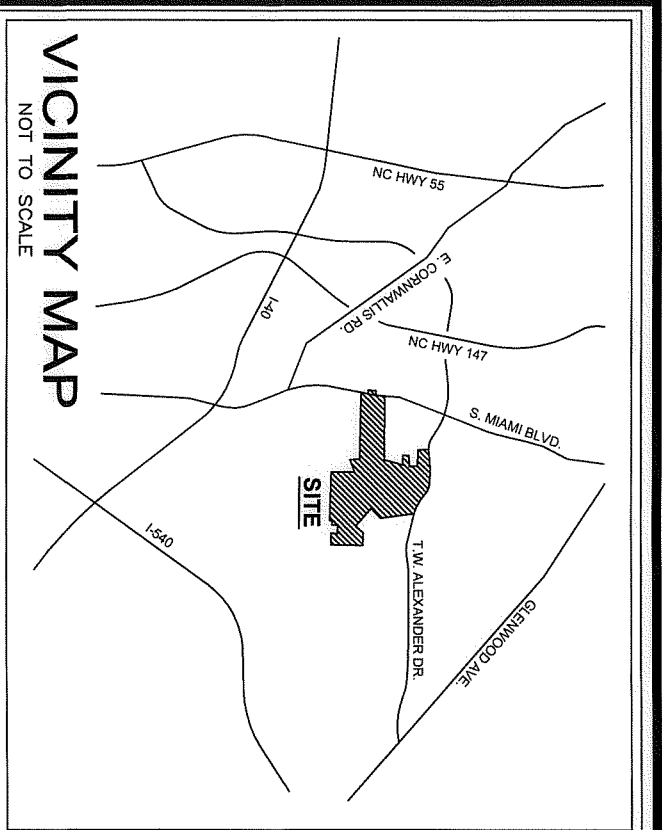 VICINITY MAP
NOT TO SCALE
NC HWY 55
E. CORNWALLIS RD.
I-40
NC HWY 147
S. MIAMI BLVD.
SITE
T.W. ALEXANDER DR.
GLENWOOD AVE.
I-540